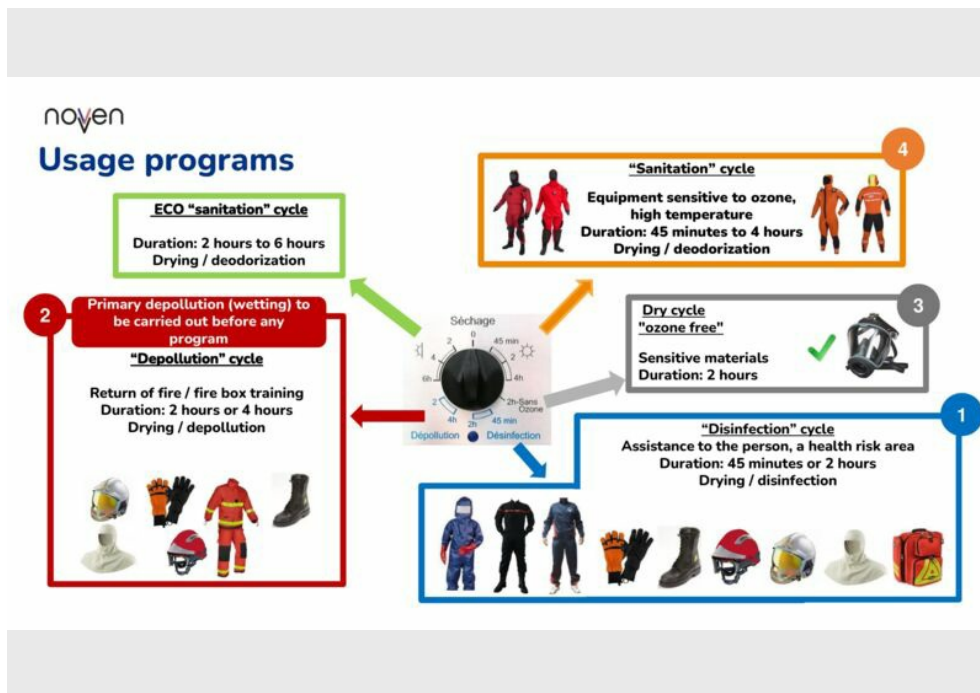 noven
Usage programs
ECO “sanitation” cycle
Duration: 2 hours to 6 hours
Drying / deodorization
4
“Sanitation” cycle
Equipment sensitive to ozone,
high temperature
Duration: 45 minutes to 4 hours
Drying / deodorization
2
Primary depollution (wetting) to
be carried out before any
program
“Depollution” cycle
Return of fire / fire box training
Duration: 2 hours or 4 hours
Drying / depollution
Séchage
0
2
45 min
4
2
6h
4h
2h-Sans
Ozone
2
4h
2h
45 min
Dépollution
Désinfection
3
Dry cycle
"ozone free"
Sensitive materials
Duration: 2 hours
1
“Disinfection” cycle
Assistance to the person, a health risk area
Duration: 45 minutes or 2 hours
Drying / disinfection